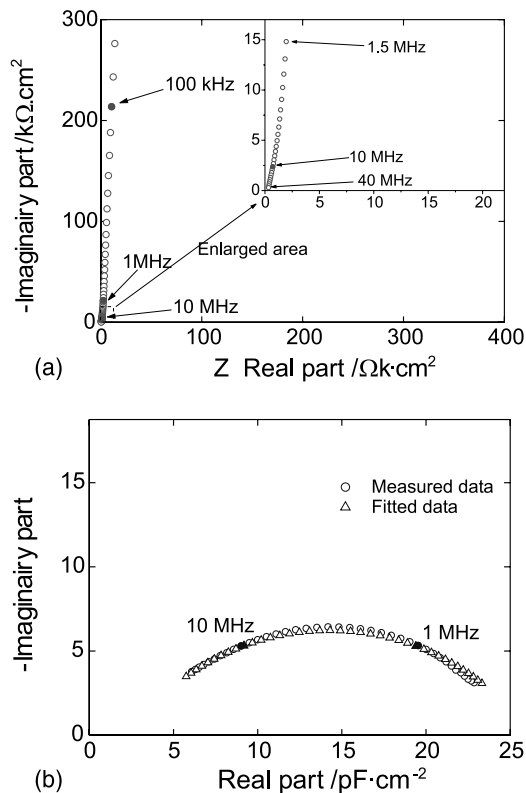 300
200
100
0
-Imaginairy part /kΩ.cm²
100 kHz
1MHz
10 MHz
Enlarged area
15
10
5
0
1.5 MHz
10 MHz
40 MHz
0 5 10 15 20
0 100 200 300 400
(a)
Z Real part /Ωk·cm²
15
10
5
0
-Imaginairy part
Measured data
Fitted data
10 MHz
1 MHz
0 5 10 15 20 25
(b)
Real part /pF·cm⁻²